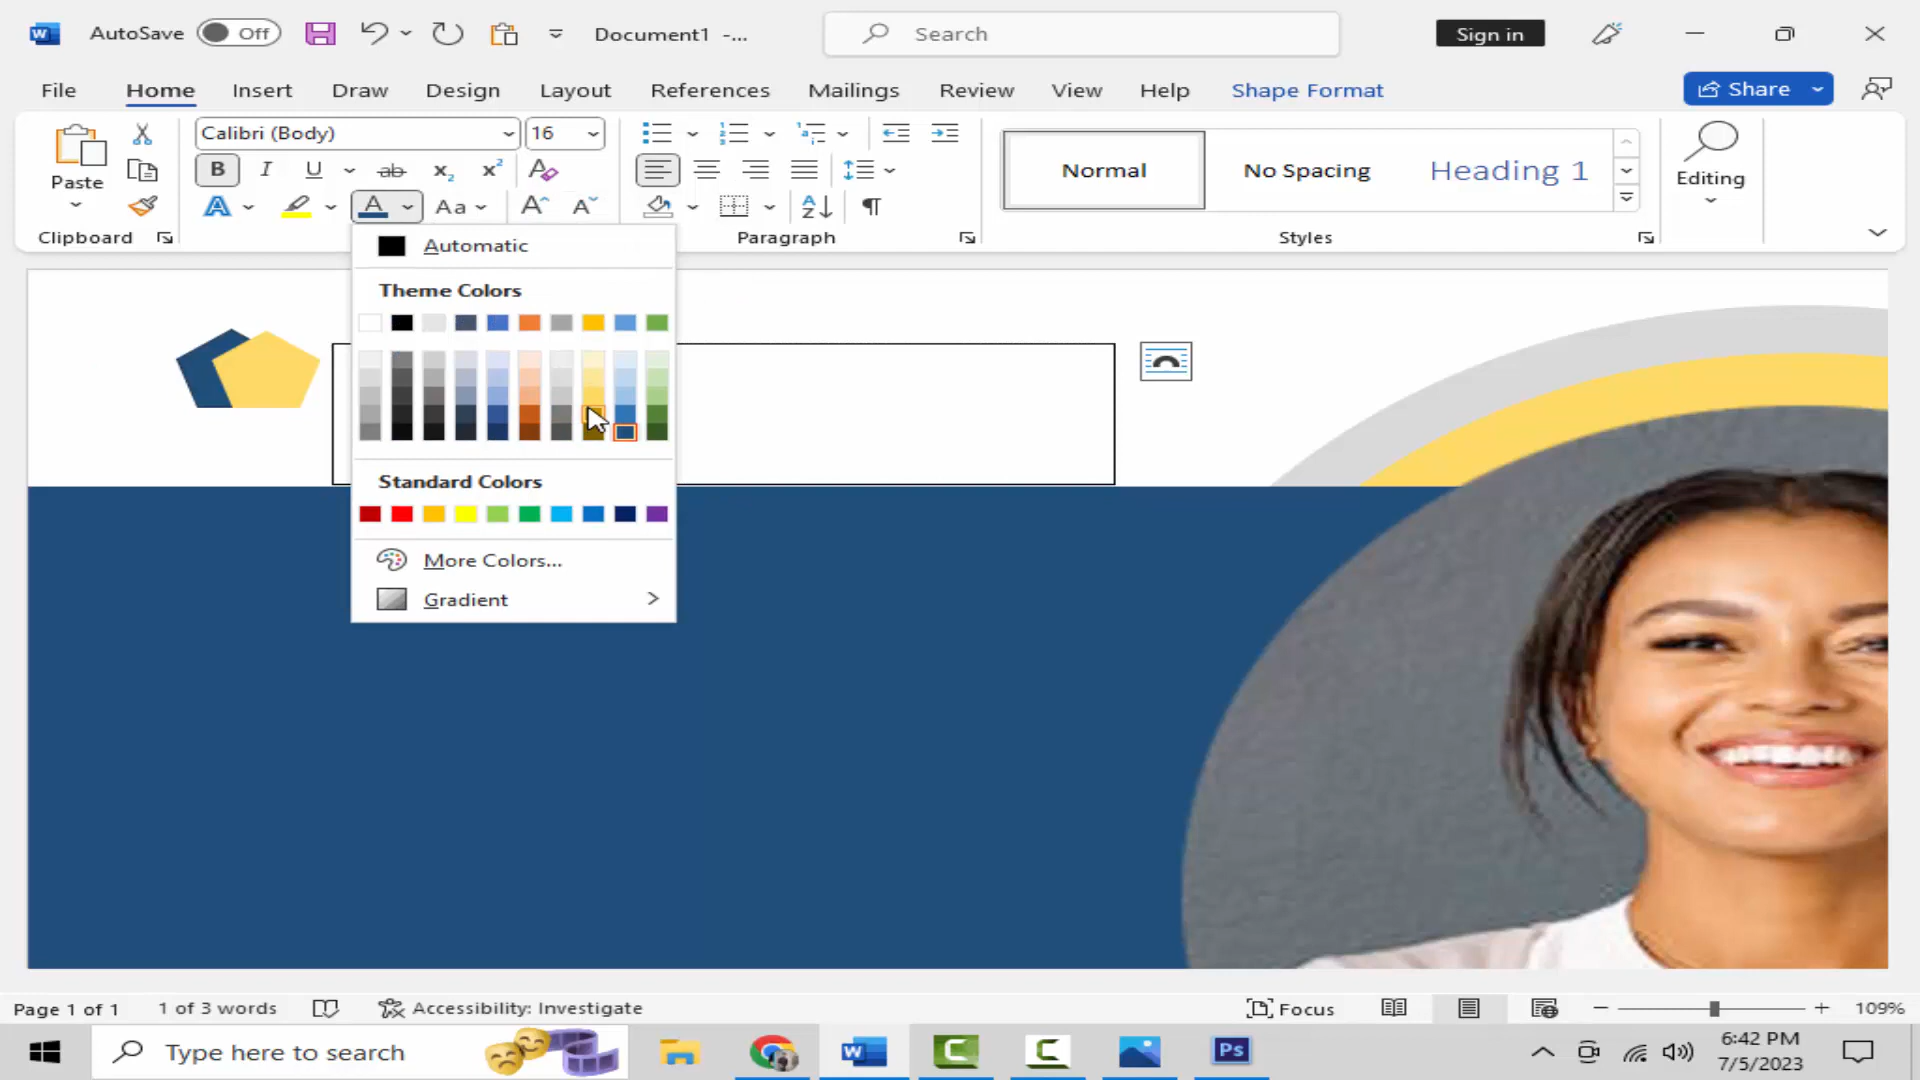 AutoSave Off Document1 -... Search Sign in
File Home Insert Draw Design Layout References Mailings Review View Help Shape Format Share
Paste
Calibri (Body) 16
B I U ab x₂ x² A
A A Aa A A
Normal No Spacing Heading 1
Editing
Clipboard Paragraph Styles
Automatic
Theme Colors
Standard Colors
More Colors...
Gradient
Page 1 of 1 1 of 3 words Accessibility: Investigate Focus 109%
Type here to search
Ps
6:42 PM
7/5/2023